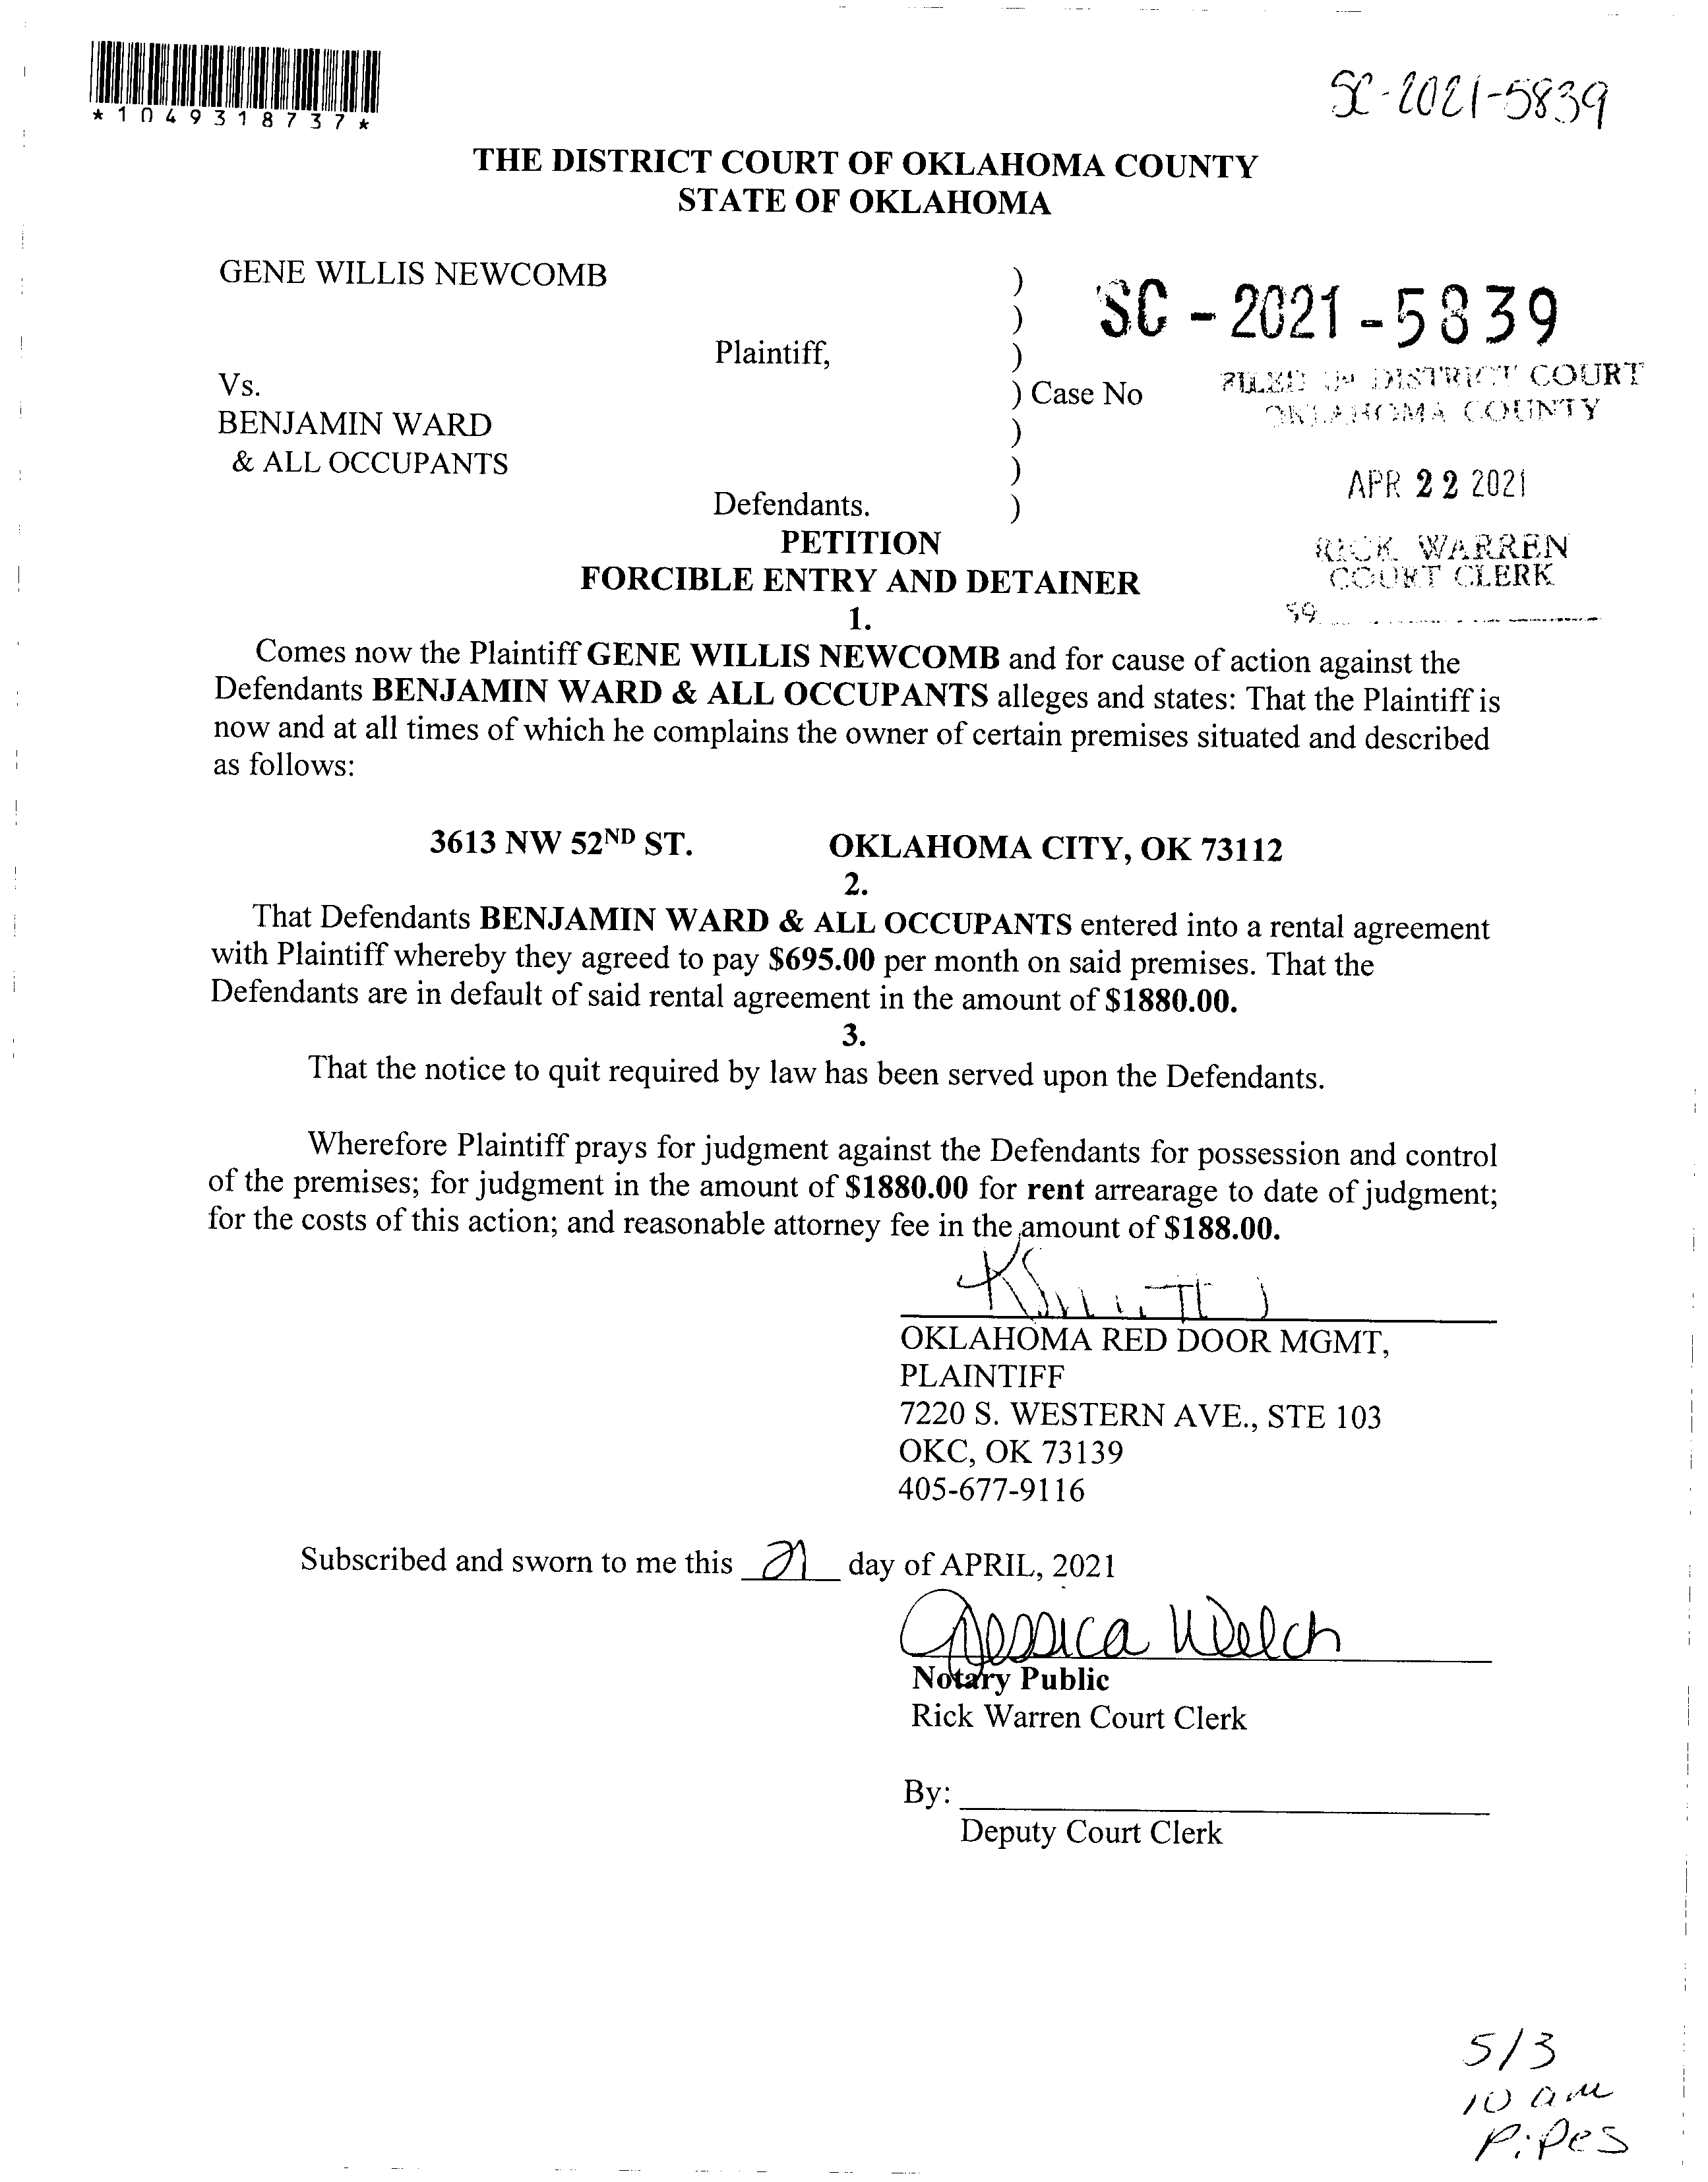 *1049318737*
SC-2021-5839
THE DISTRICT COURT OF OKLAHOMA COUNTY
STATE OF OKLAHOMA
GENE WILLIS NEWCOMB )
) SC-2021-5839
Plaintiff, )
Vs. ) Case No FILED IN DISTRICT COURT
BENJAMIN WARD ) OKLAHOMA COUNTY
& ALL OCCUPANTS )
APR 22 2021
Defendants. )
PETITION
RICK WARREN
FORCIBLE ENTRY AND DETAINER
COURT CLERK
1.
59
Comes now the Plaintiff GENE WILLIS NEWCOMB and for cause of action against the
Defendants BENJAMIN WARD & ALL OCCUPANTS alleges and states: That the Plaintiff is
now and at all times of which he complains the owner of certain premises situated and described
as follows:
3613 NW 52ND ST. OKLAHOMA CITY, OK 73112
2.
That Defendants BENJAMIN WARD & ALL OCCUPANTS entered into a rental agreement
with Plaintiff whereby they agreed to pay $695.00 per month on said premises. That the
Defendants are in default of said rental agreement in the amount of $1880.00.
3.
That the notice to quit required by law has been served upon the Defendants.
Wherefore Plaintiff prays for judgment against the Defendants for possession and control
of the premises; for judgment in the amount of $1880.00 for rent arrearage to date of judgment;
for the costs of this action; and reasonable attorney fee in the amount of $188.00.
OKLAHOMA RED DOOR MGMT,
PLAINTIFF
7220 S. WESTERN AVE., STE 103
OKC, OK 73139
405-677-9116
Subscribed and sworn to me this 21 day of APRIL, 2021
Jessica Welch
Notary Public
Rick Warren Court Clerk
By:
Deputy Court Clerk
5/3
10 am
Pipes